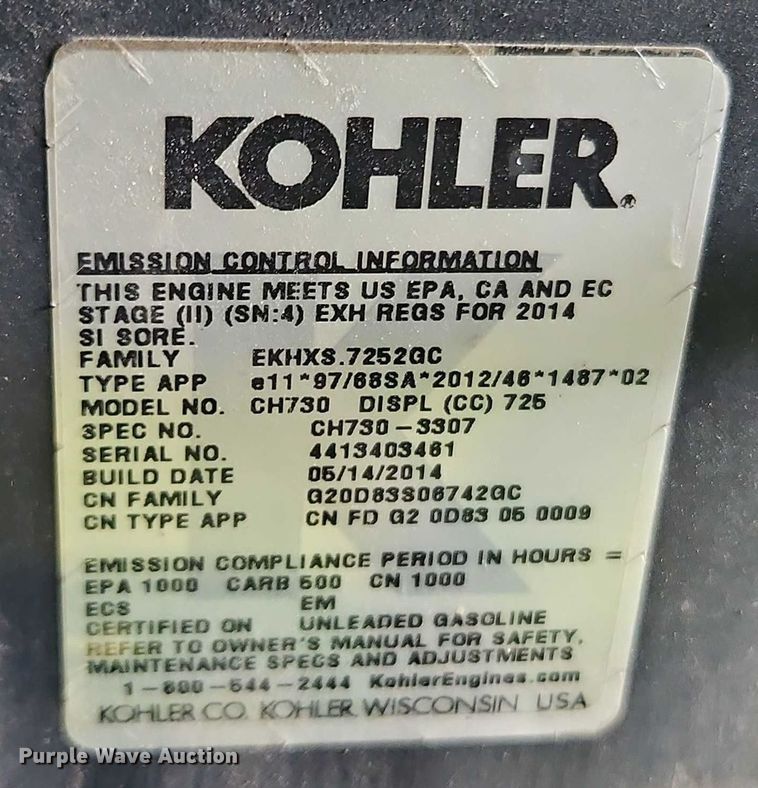 KOHLER®
EMISSION CONTROL INFORMATION
THIS ENGINE MEETS US EPA, CA AND EC
STAGE (II) (SN:4) EXH REGS FOR 2014
SI SORE.
FAMILY EKHXS.7252GC
TYPE APP e11*97/68SA*2012/46*1487*02
MODEL NO. CH730 DISPL (CC) 725
SPEC NO. CH730-3307
SERIAL NO. 4413403461
BUILD DATE 05/14/2014
CN FAMILY G20D83S06742GC
CN TYPE APP CN FD G2 0D83 05 0009
EMISSION COMPLIANCE PERIOD IN HOURS =
EPA 1000 CARB 500 CN 1000
ECS EM
CERTIFIED ON UNLEADED GASOLINE
REFER TO OWNER'S MANUAL FOR SAFETY,
MAINTENANCE SPECS AND ADJUSTMENTS
1-800-544-2444 KohlerEngines.com
KOHLER CO. KOHLER, WISCONSIN USA
Purple Wave Auction